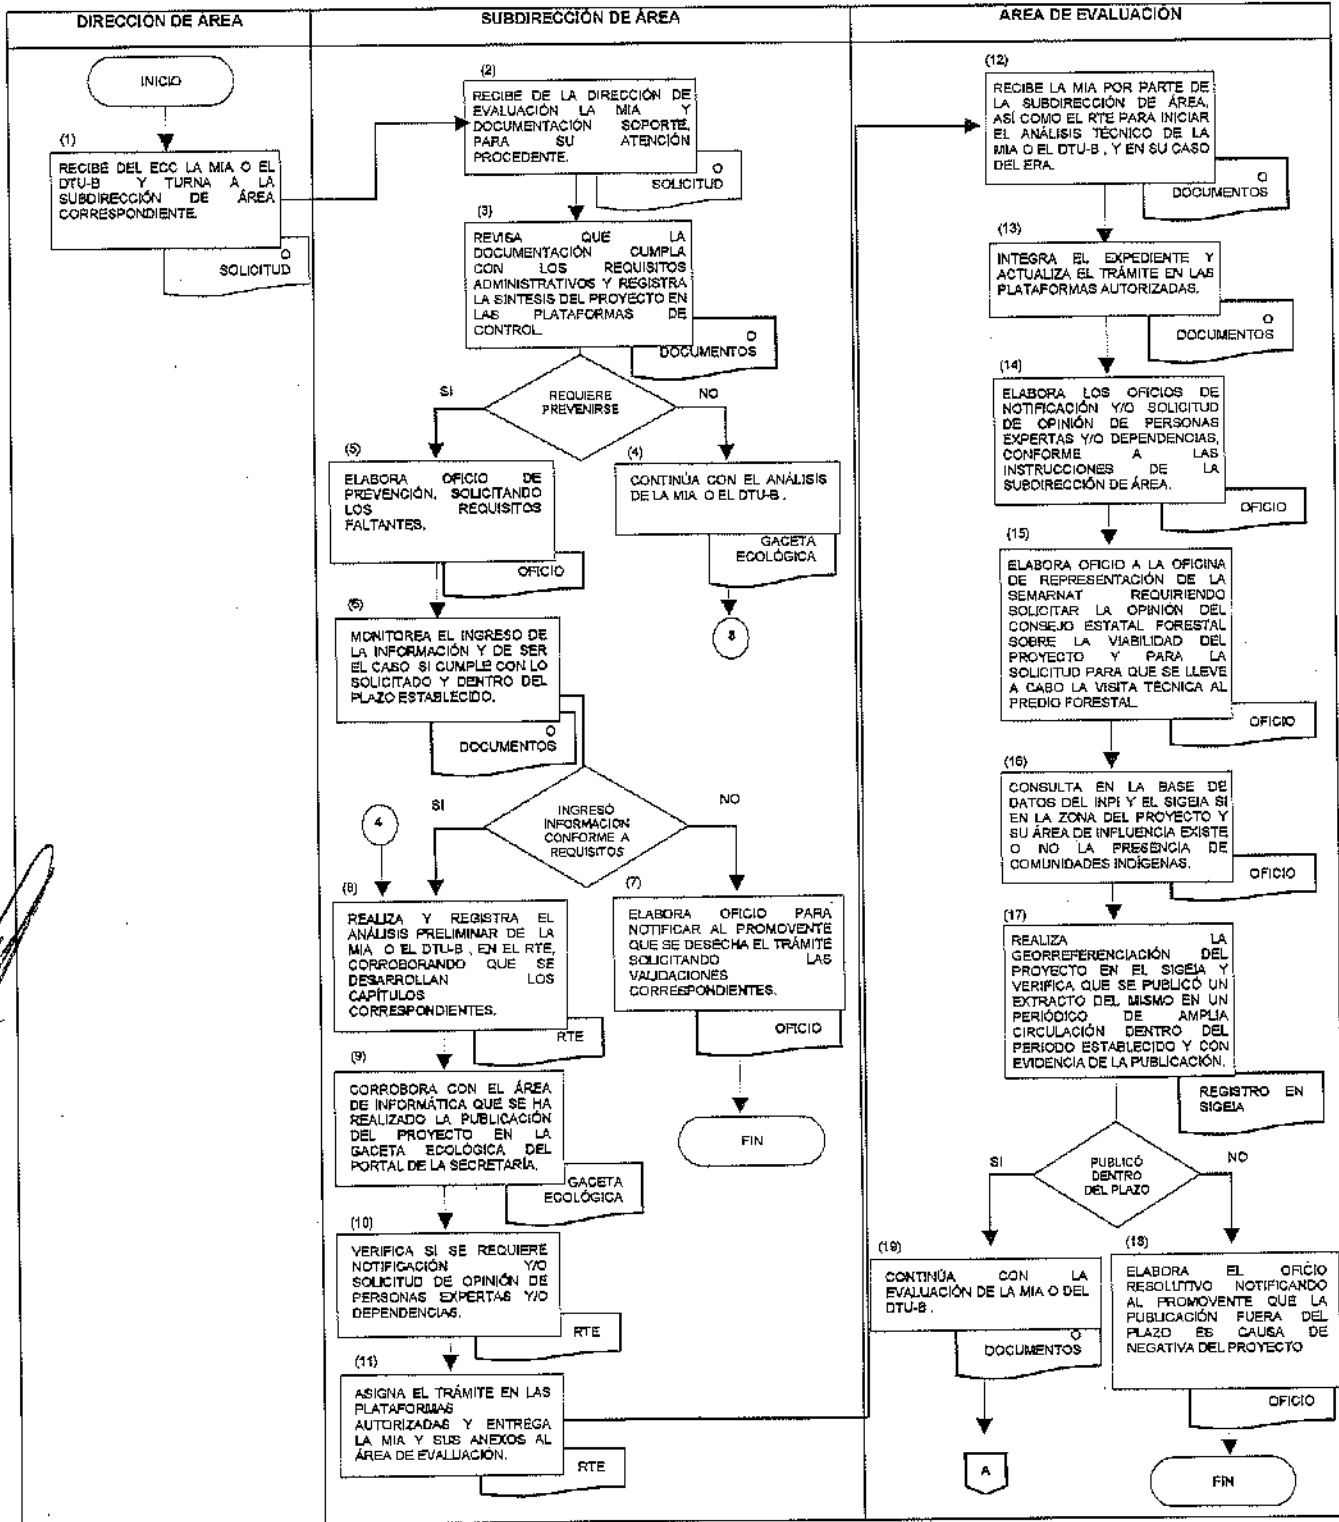 DIRECCIÓN DE ÁREA
SUBDIRECCIÓN DE ÁREA
AREA DE EVALUACIÓN
INICIO
(1)
RECIBE DEL ECC LA MIA O EL
DTU-B Y TURNA A LA
SUBDIRECCIÓN DE ÁREA
CORRESPONDIENTE.
O
SOLICITUD
(2)
RECIBE DE LA DIRECCIÓN DE
EVALUACIÓN LA MIA Y
DOCUMENTACIÓN SOPORTE,
PARA SU ATENCIÓN
PROCEDENTE.
O
SOLICITUD
(3)
REVISA QUE LA
DOCUMENTACIÓN CUMPLA
CON LOS REQUISITOS
ADMINISTRATIVOS Y REGISTRA
LA SINTESIS DEL PROYECTO EN
LAS PLATAFORMAS DE
CONTROL.
O
DOCUMENTOS
REQUIERE
PREVENIRSE
SI
NO
(5)
ELABORA OFICIO DE
PREVENCIÓN, SOLICITANDO
LOS REQUISITOS
FALTANTES.
OFICIO
(4)
CONTINÚA CON EL ANÁLISIS
DE LA MIA O EL DTU-B .
GACETA
ECOLÓGICA
8
(6)
MONITOREA EL INGRESO DE
LA INFORMACIÓN Y DE SER
EL CASO SI CUMPLE CON LO
SOLICITADO Y DENTRO DEL
PLAZO ESTABLECIDO.
O
DOCUMENTOS
INGRESÓ
INFORMACIÓN
CONFORME A
REQUISITOS
SI
NO
4
(8)
REALIZA Y REGISTRA EL
ANÁLISIS PRELIMINAR DE LA
MIA O EL DTU-B , EN EL RTE,
CORROBORANDO QUE SE
DESARROLLAN LOS
CAPÍTULOS
CORRESPONDIENTES.
RTE
(7)
ELABORA OFICIO PARA
NOTIFICAR AL PROMOVENTE
QUE SE DESECHA EL TRÁMITE
SOLICITANDO LAS
VALIDACIONES
CORRESPONDIENTES.
OFICIO
FIN
(9)
CORROBORA CON EL ÁREA
DE INFORMÁTICA QUE SE HA
REALIZADO LA PUBLICACIÓN
DEL PROYECTO EN LA
GACETA ECOLÓGICA DEL
PORTAL DE LA SECRETARÍA.
GACETA
ECOLÓGICA
(10)
VERIFICA SI SE REQUIERE
NOTIFICACIÓN Y/O
SOLICITUD DE OPINIÓN DE
PERSONAS EXPERTAS Y/O
DEPENDENCIAS.
RTE
(11)
ASIGNA EL TRÁMITE EN LAS
PLATAFORMAS
AUTORIZADAS Y ENTREGA
LA MIA Y SUS ANEXOS AL
ÁREA DE EVALUACIÓN.
RTE
(12)
RECIBE LA MIA POR PARTE DE
LA SUBDIRECCIÓN DE ÁREA,
ASÍ COMO EL RTE PARA INICIAR
EL ANÁLISIS TÉCNICO DE LA
MIA O EL DTU-B , Y EN SU CASO
DEL ERA.
O
DOCUMENTOS
(13)
INTEGRA EL EXPEDIENTE Y
ACTUALIZA EL TRÁMITE EN LAS
PLATAFORMAS AUTORIZADAS.
O
DOCUMENTOS
(14)
ELABORA LOS OFICIOS DE
NOTIFICACIÓN Y/O SOLICITUD
DE OPINIÓN DE PERSONAS
EXPERTAS Y/O DEPENDENCIAS,
CONFORME A LAS
INSTRUCCIONES DE LA
SUBDIRECCIÓN DE ÁREA.
OFICIO
(15)
ELABORA OFICIO A LA OFICINA
DE REPRESENTACIÓN DE LA
SEMARNAT REQUIRIENDO
SOLICITAR LA OPINIÓN DEL
CONSEJO ESTATAL FORESTAL
SOBRE LA VIABILIDAD DEL
PROYECTO Y PARA LA
SOLICITUD PARA QUE SE LLEVE
A CABO LA VISITA TÉCNICA AL
PREDIO FORESTAL.
OFICIO
(16)
CONSULTA EN LA BASE DE
DATOS DEL INPI Y EL SIGEIA SI
EN LA ZONA DEL PROYECTO Y
SU ÁREA DE INFLUENCIA EXISTE
O NO LA PRESENCIA DE
COMUNIDADES INDÍGENAS.
OFICIO
(17)
REALIZA LA
GEORREFERENCIACIÓN DEL
PROYECTO EN EL SIGEIA Y
VERIFICA QUE SE PUBLICÓ UN
EXTRACTO DEL MISMO EN UN
PERIÓDICO DE AMPLIA
CIRCULACIÓN DENTRO DEL
PERIODO ESTABLECIDO Y CON
EVIDENCIA DE LA PUBLICACIÓN.
REGISTRO EN
SIGEIA
PUBLICÓ
DENTRO
DEL PLAZO
SI
NO
(19)
CONTINÚA CON LA
EVALUACIÓN DE LA MIA O DEL
DTU-B .
O
DOCUMENTOS
A
(18)
ELABORA EL OFICIO
RESOLUTIVO NOTIFICANDO
AL PROMOVENTE QUE LA
PUBLICACIÓN FUERA DEL
PLAZO ES CAUSA DE
NEGATIVA DEL PROYECTO
OFICIO
FIN